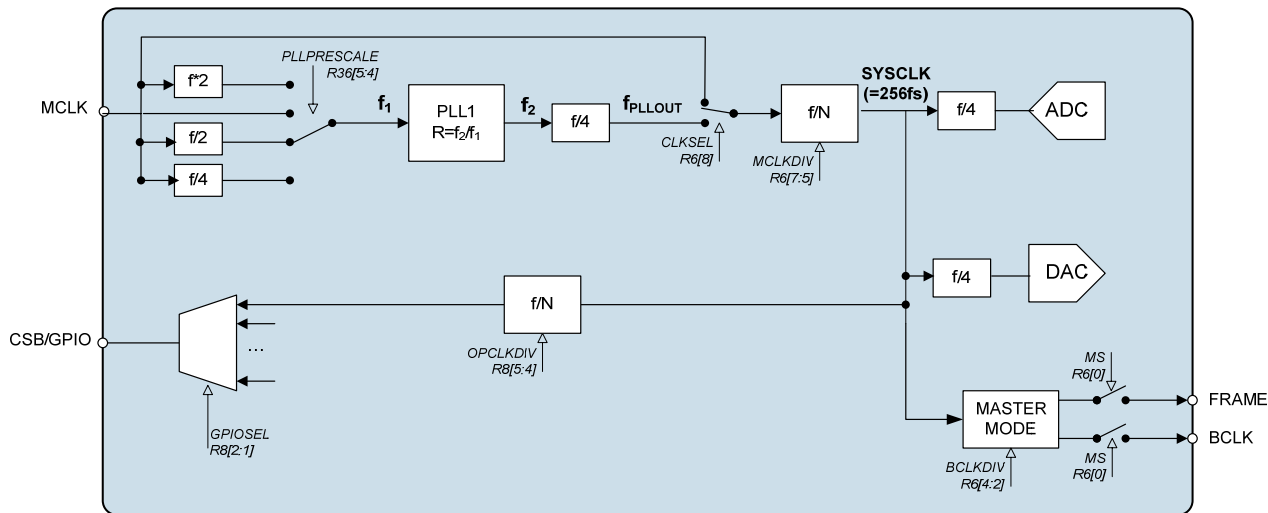 PLLPRESCALE
R36[5:4]
f*2
MCLK
f/2
f/4
f1
PLL1
R=f2/f1
f2
f/4
fPLLOUT
CLKSEL
R6[8]
f/N
MCLKDIV
R6[7:5]
SYSCLK
(=256fs)
f/4
ADC
f/4
DAC
f/N
OPCLKDIV
R8[5:4]
CSB/GPIO
...
GPIOSEL
R8[2:1]
MASTER
MODE
BCLKDIV
R6[4:2]
MS
R6[0]
FRAME
BCLK
MS
R6[0]